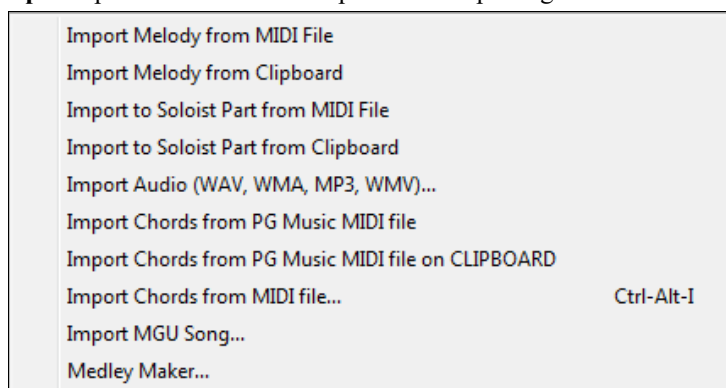 Import Melody from MIDI File
Import Melody from Clipboard
Import to Soloist Part from MIDI File
Import to Soloist Part from Clipboard
Import Audio (WAV, WMA, MP3, WMV)...
Import Chords from PG Music MIDI file
Import Chords from PG Music MIDI file on CLIPBOARD
Import Chords from MIDI file... Ctrl-Alt-I
Import MGU Song...
Medley Maker...